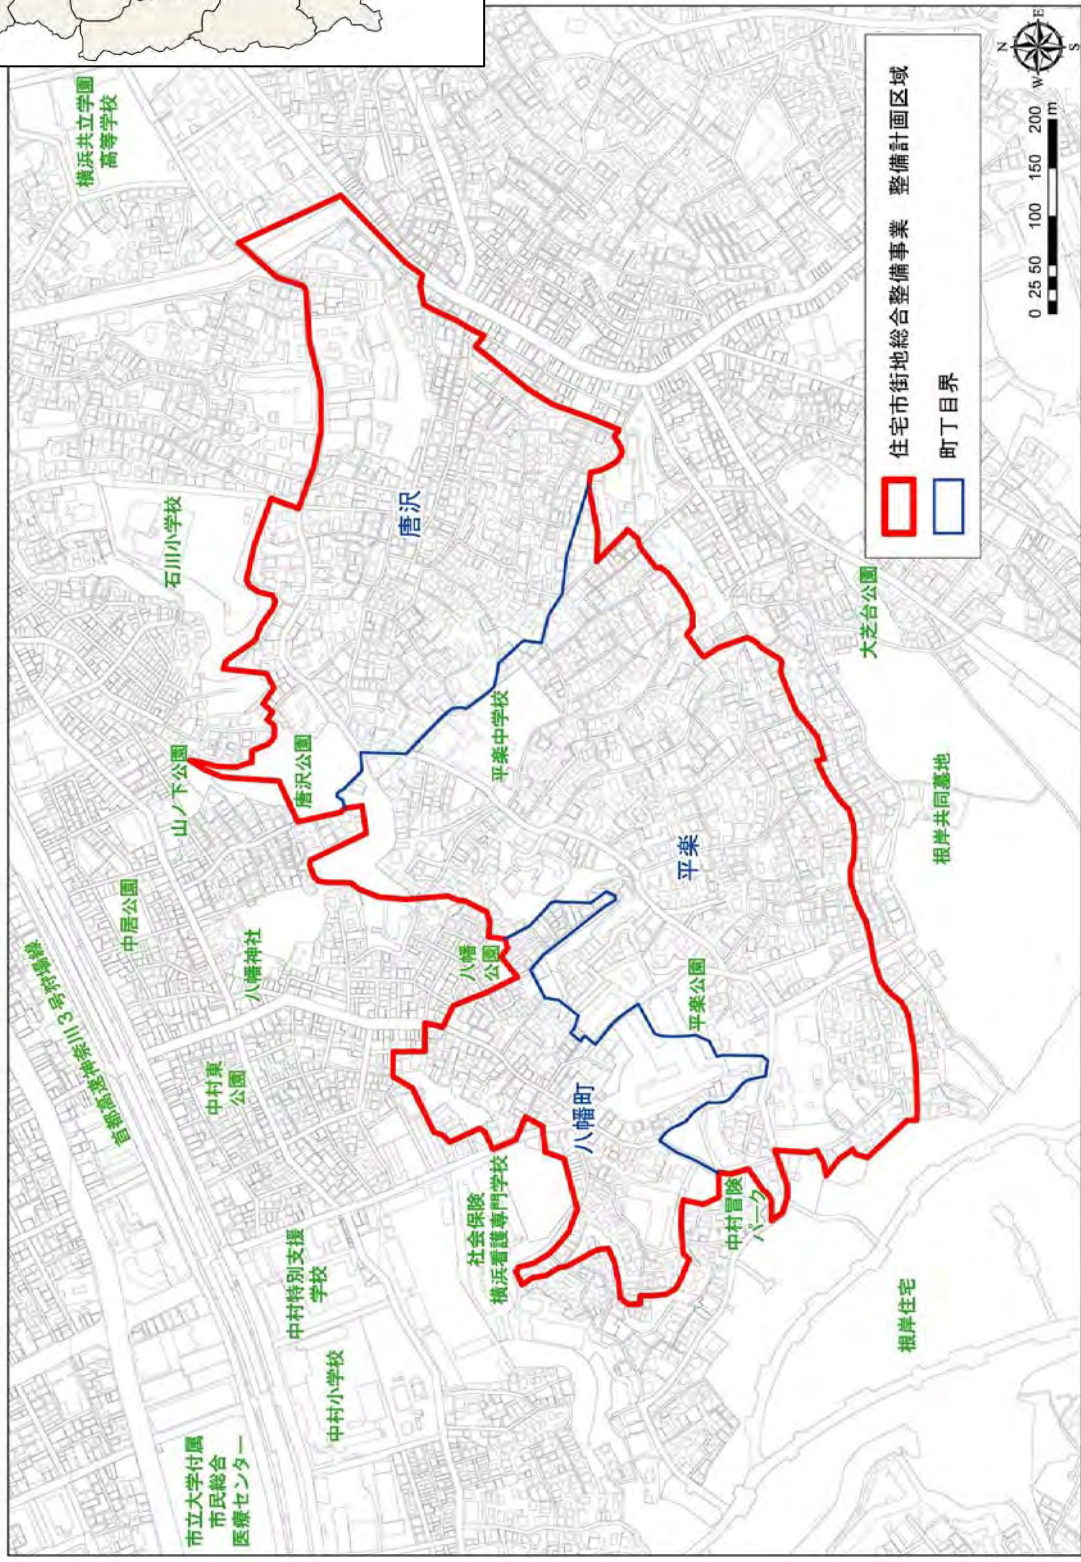 首都高速神奈川3号狩場線
市立大学付属
市民総合
医療センター
中村小学校
中村特別支援
学校
中村東
公園
中居公園
八幡神社
山ノ下公園
石川小学校
横浜共立学園
高等学校
唐沢公園
唐沢
社会保険
横浜看護専門学校
八幡
公園
平楽中学校
八幡町
平楽公園
平楽
中村冒険
パーク
根岸住宅
根岸共同墓地
大芝台公園
住宅市街地総合整備事業 整備計画区域
町丁目界
0 25 50 100 150 200
m
N
E
W
S